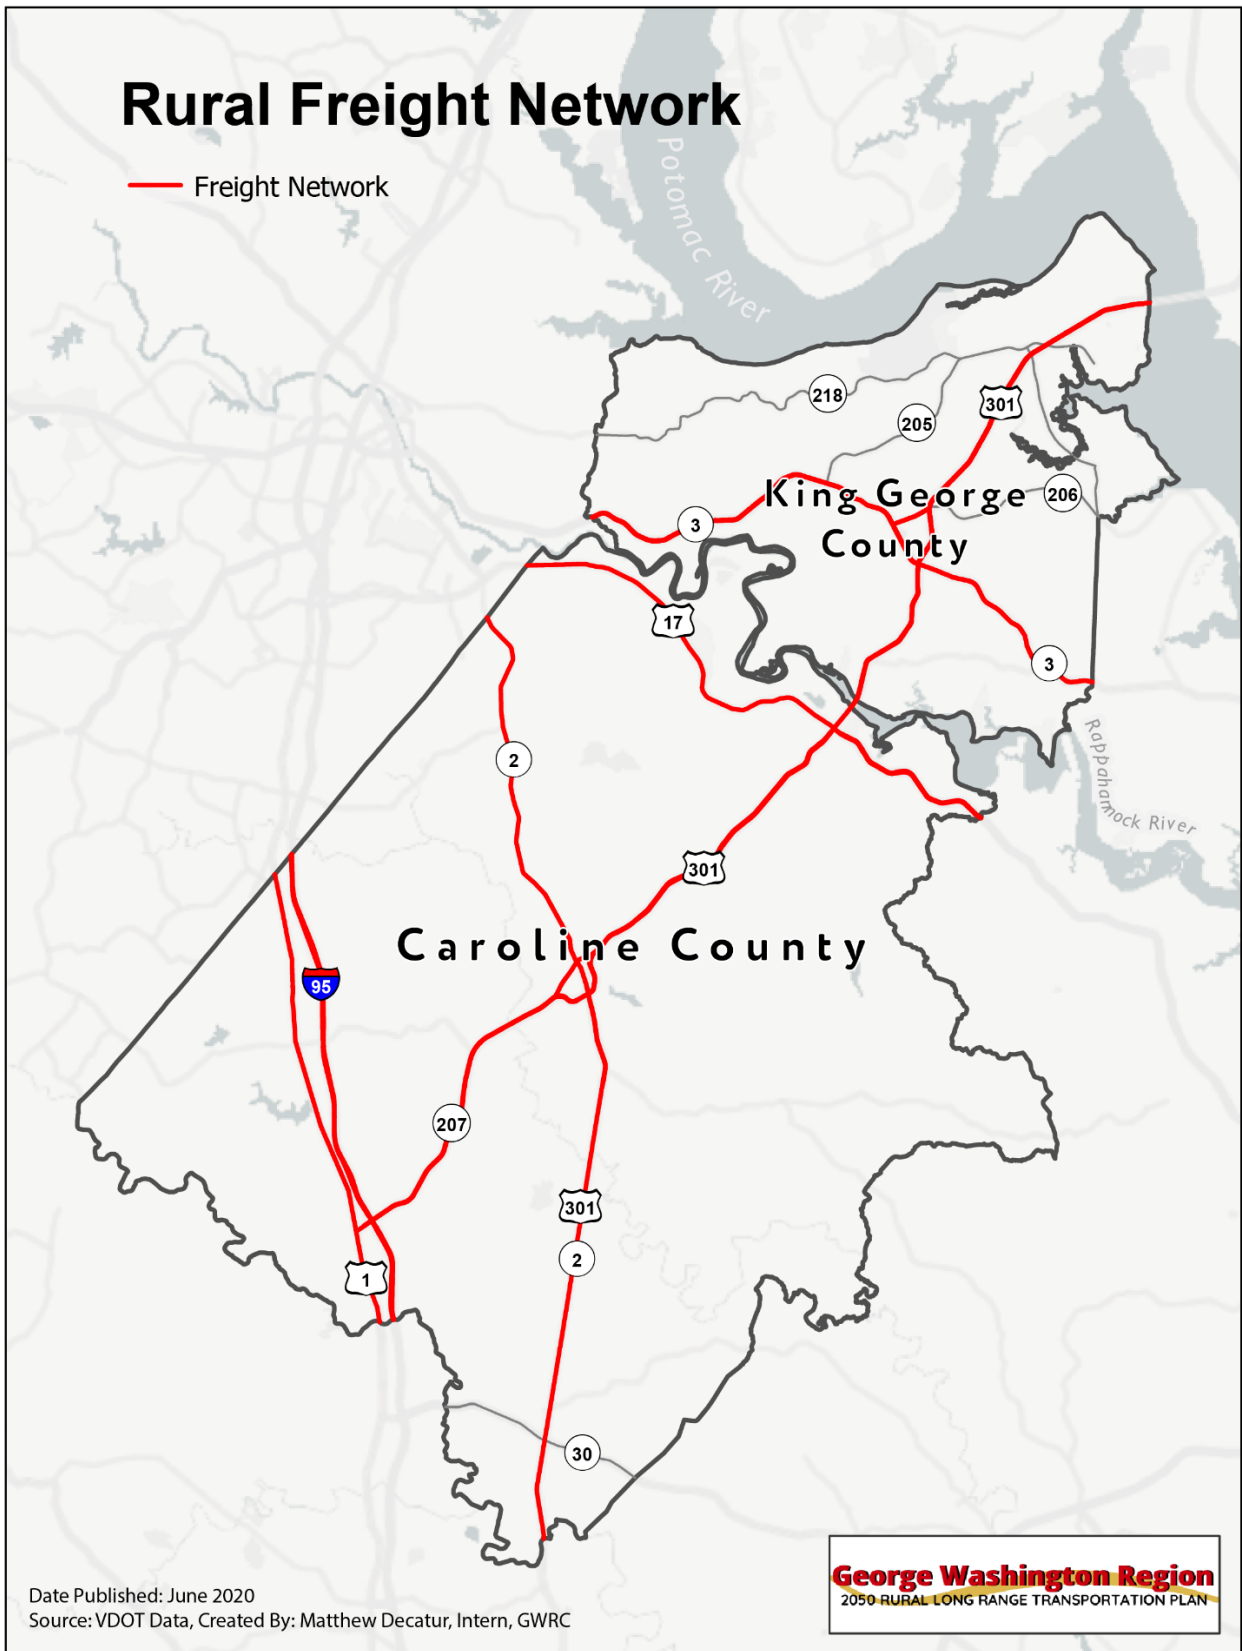 Rural Freight Network
Freight Network
Potomac River
218
301
205
King George
206
3
County
17
3
2
Rappahannock River
301
Caroline County
95
207
301
2
1
30
George Washington Region
2050 RURAL LONG RANGE TRANSPORTATION PLAN
Date Published: June 2020
Source: VDOT Data, Created By: Matthew Decatur, Intern, GWRC